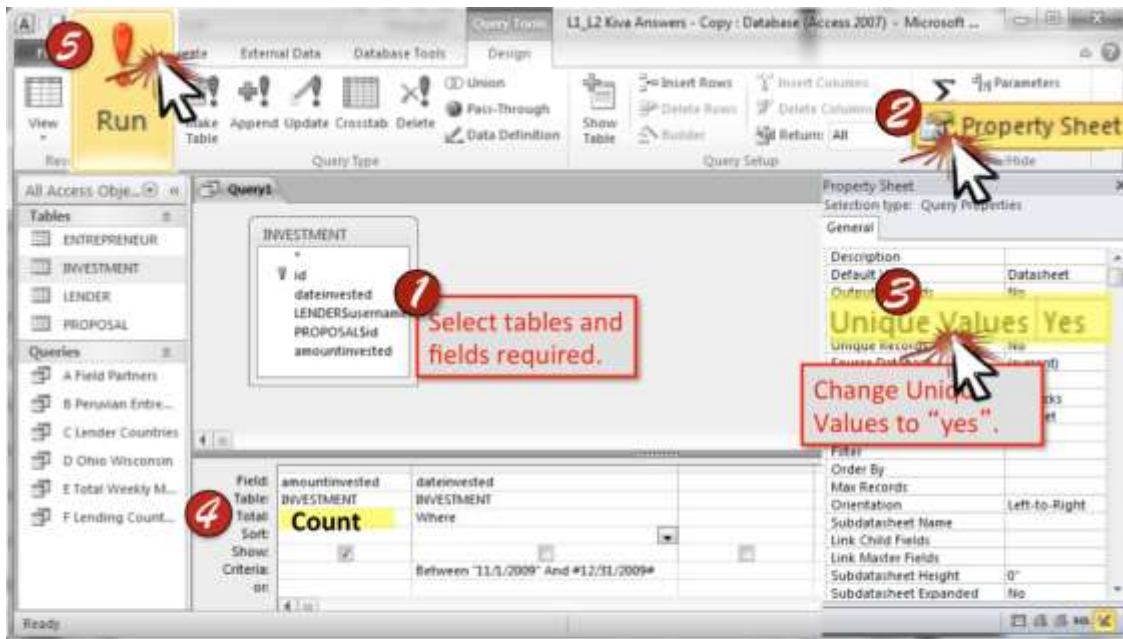 A
Query Tools
L1_L2 Kiva Answers - Copy : Database (Access 2007) - Microsoft ...
5
External Data
Database Tools
Design
View
Run
Make Table
Append
Update
Crosstab
Delete
Union
Pass-Through
Data Definition
Query Type
Show Table
Insert Rows
Delete Rows
Builder
Insert Columns
Delete Columns
Return: All
Query Setup
Σ
Parameters
2
Property Sheet
All Access Obje...
Tables
ENTREPRENEUR
INVESTMENT
LENDER
PROPOSAL
Queries
A Field Partners
B Peruvian Entre...
C Lender Countries
D Ohio Wisconsin
E Total Weekly M...
F Lending Count...
Query1
INVESTMENT
*
id
dateinvested
LENDER$username
PROPOSAL$id
amountinvested
1
Select tables and
fields required.
Property Sheet
Selection type: Query Properties
General
Description
Default Datasheet
No
3
Unique Values Yes
Unique Records No
Change Unique
Values to "yes".
Filter
Order By
Max Records
Orientation Left-to-Right
Subdatasheet Name
Link Child Fields
Link Master Fields
Subdatasheet Height 0"
Subdatasheet Expanded No
4
Field: amountinvested dateinvested
Table: INVESTMENT INVESTMENT
Total: Count Where
Sort:
Show:
Criteria: Between "11/1/2009" And #12/31/2009#
or:
Ready
SQL